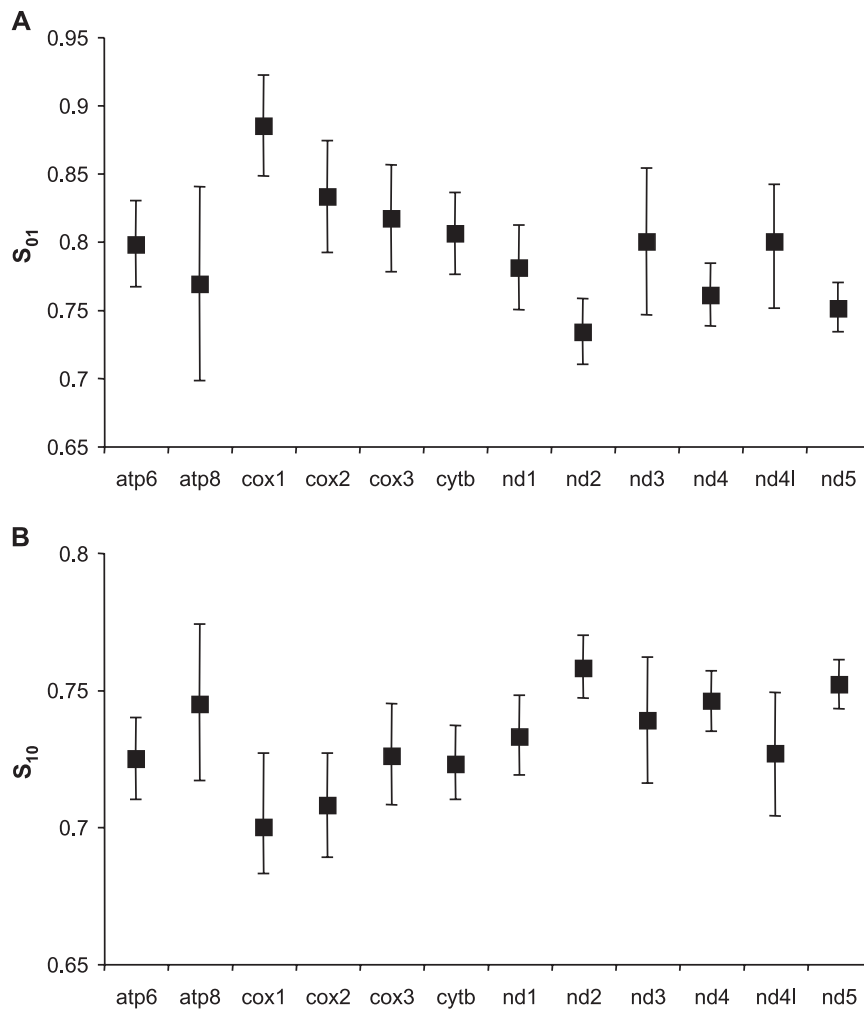 A
0.95
0.9
0.85
0.8
0.75
0.7
0.65
S01
atp6 atp8 cox1 cox2 cox3 cytb nd1 nd2 nd3 nd4 nd4l nd5
B
0.8
0.75
0.7
0.65
S10
atp6 atp8 cox1 cox2 cox3 cytb nd1 nd2 nd3 nd4 nd4l nd5